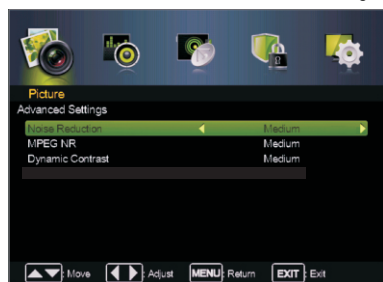 Picture
Advanced Settings
Noise Reduction Medium
MPEG NR Medium
Dynamic Contrast Medium
Move Adjust MENU: Return EXIT: Exit